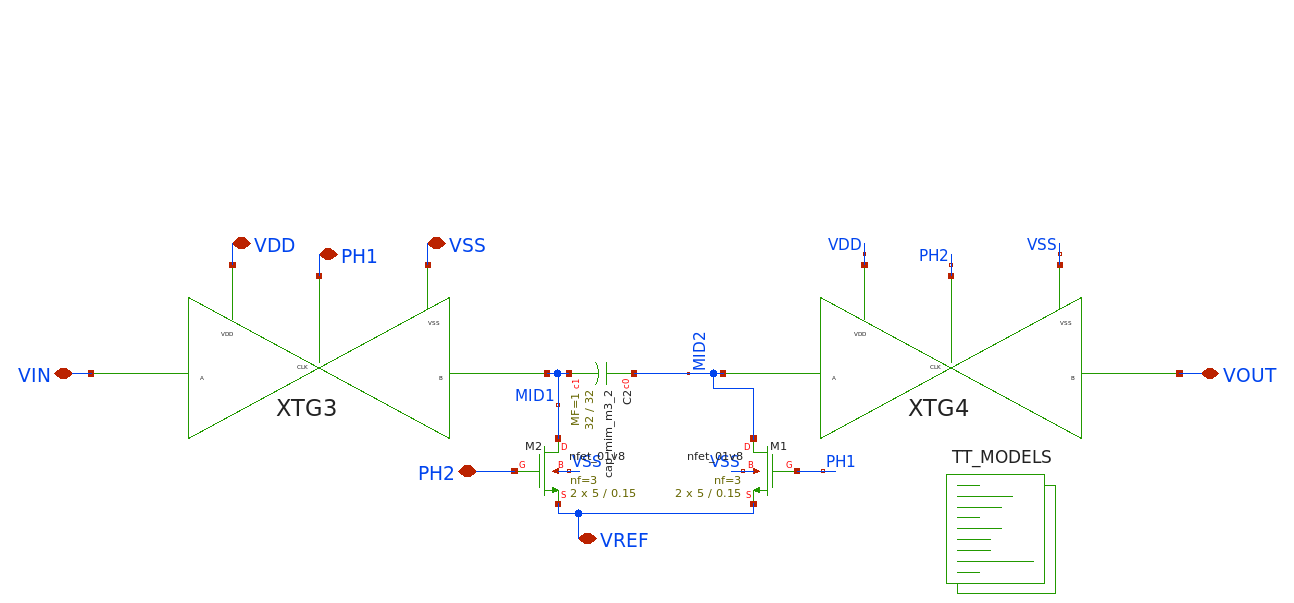 VDD
PH1
VSS
VDD
PH2
VSS
VDD
VSS
VDD
VSS
CLK
CLK
VIN
A
B
MID1
c1
MF=1
32 / 32
cap_mim_m3_2
C2
c0
MID2
A
B
VOUT
XTG3
XTG4
M2
D
nfet_01v8
nfet_01v8
D
M1
TT_MODELS
PH2
G
B
VSS
VSS
B
G
PH1
nf=3
nf=3
S
2 x 5 / 0.15
2 x 5 / 0.15
S
VREF